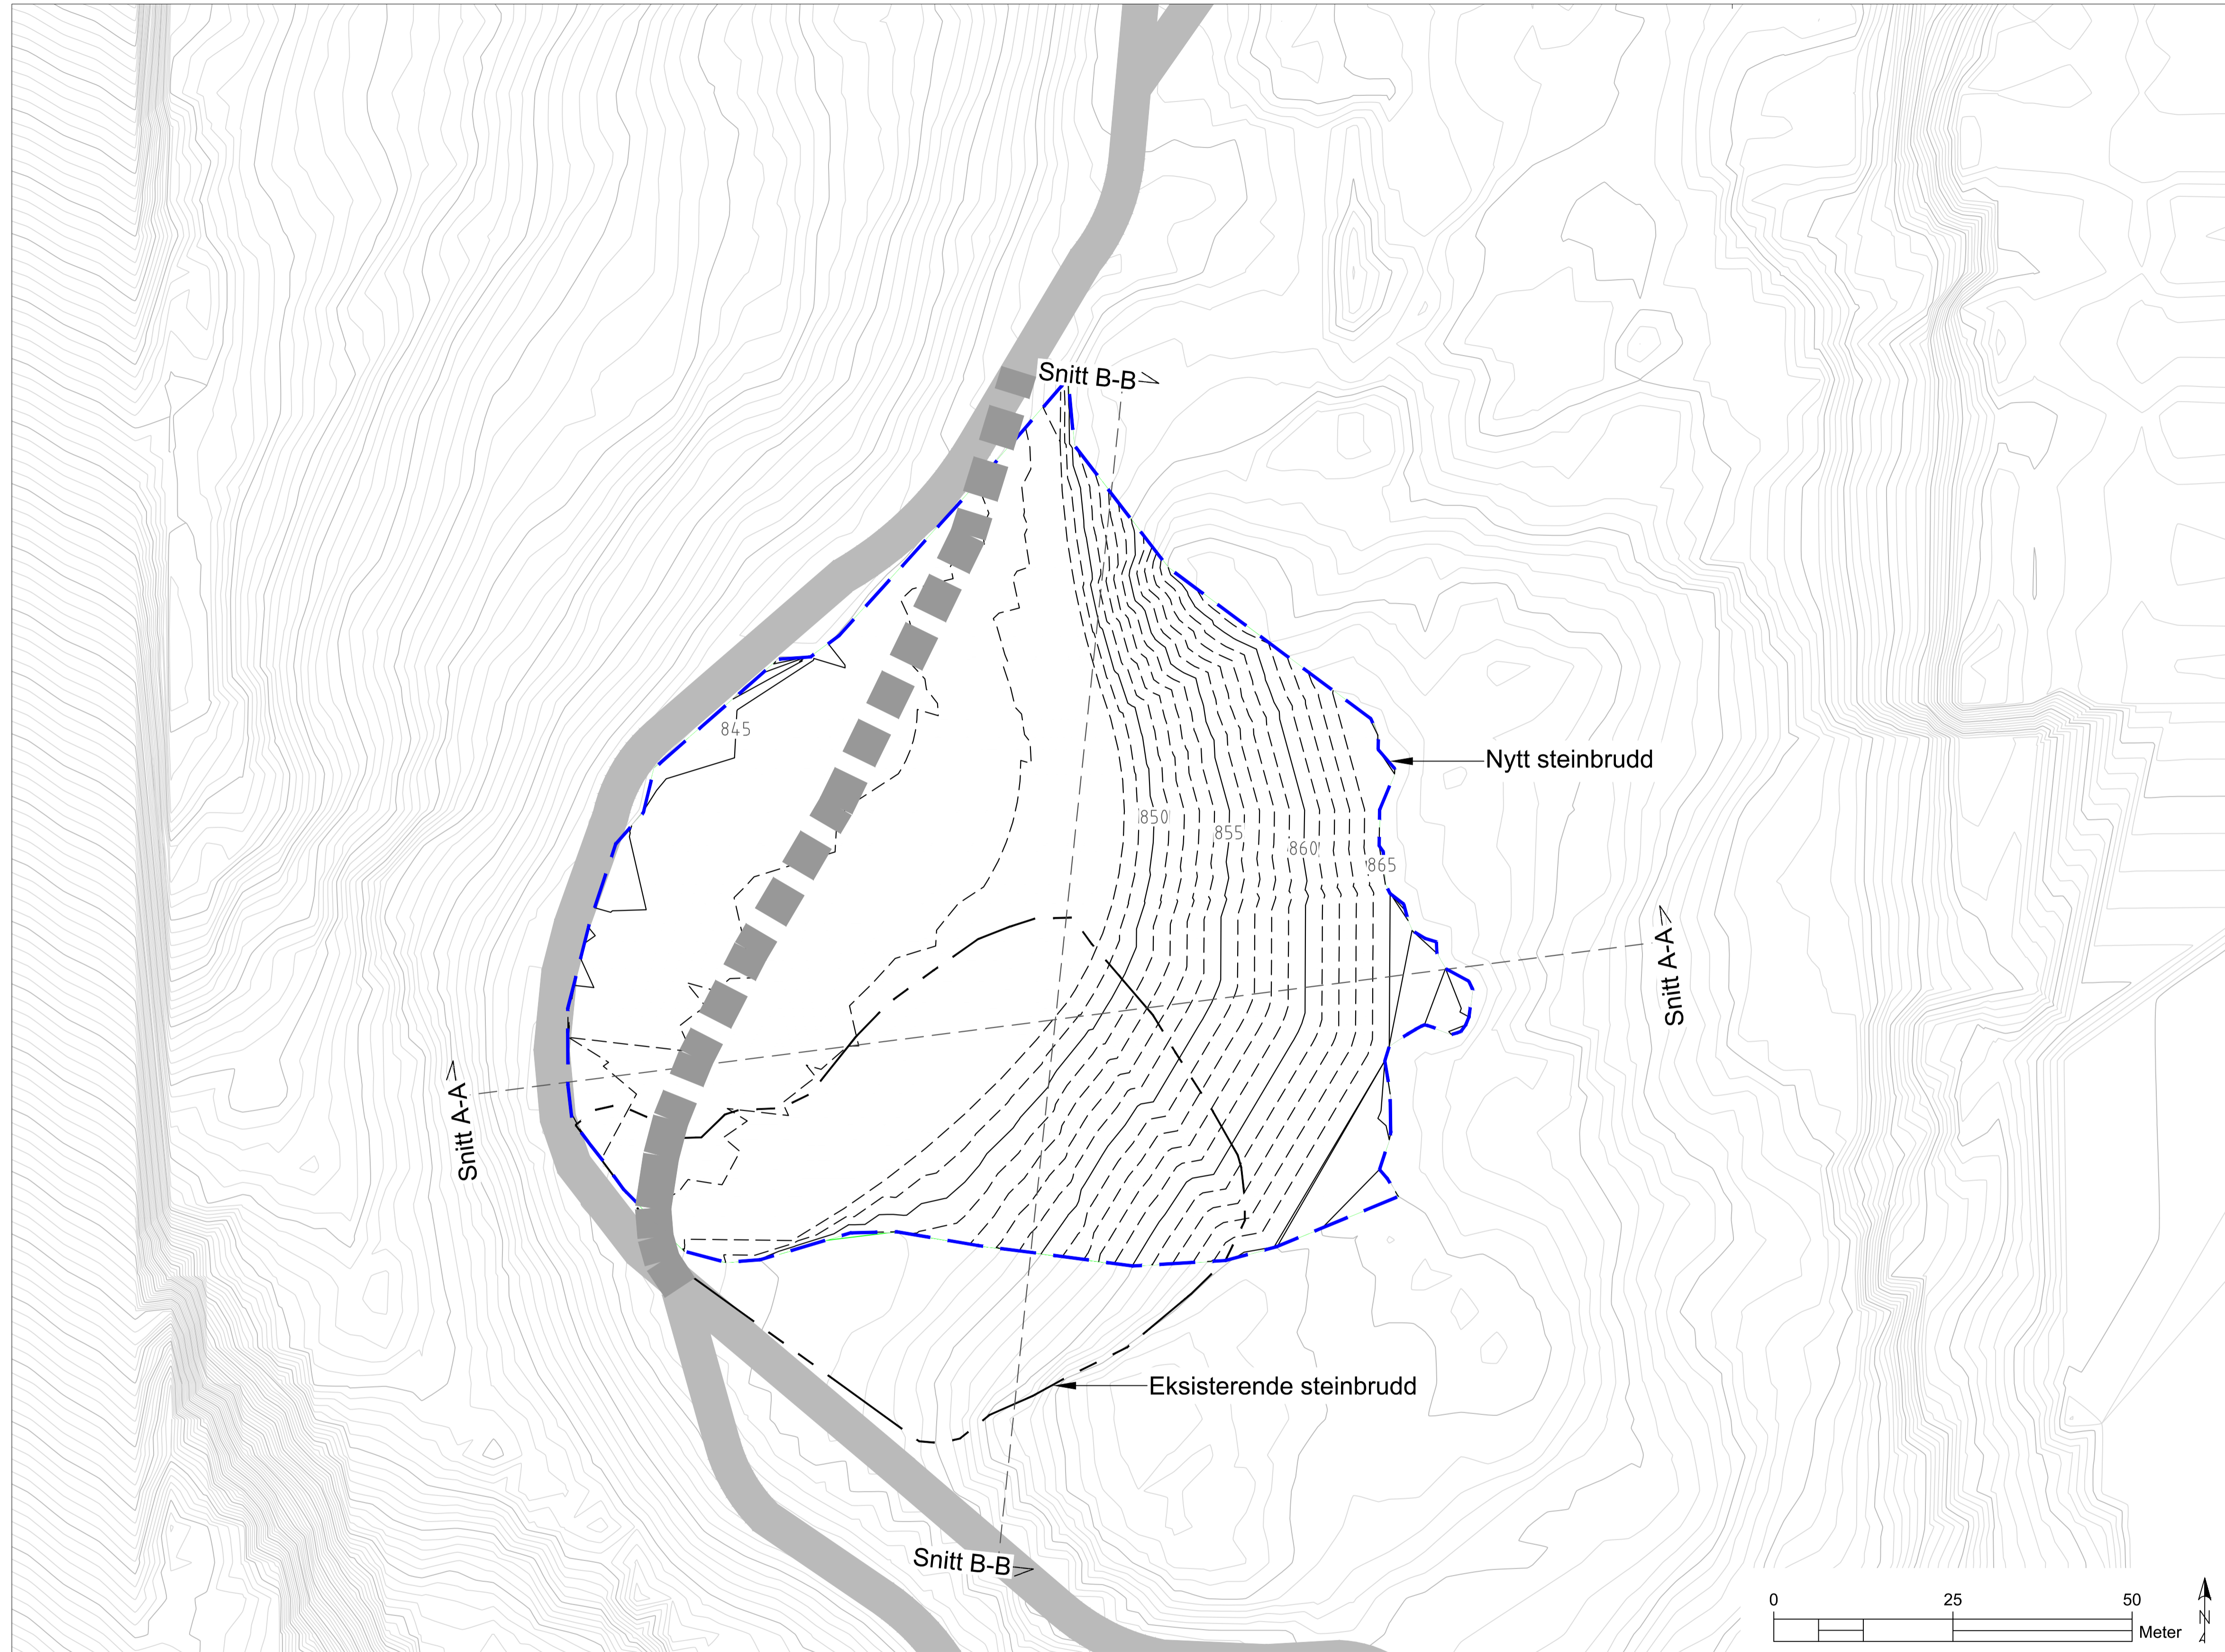 Snitt B-B
845
Nytt steinbrudd
850
855
860
865
Snitt A-A
Snitt A-A
Eksisterende steinbrudd
Snitt B-B
0 25 50
Meter
N